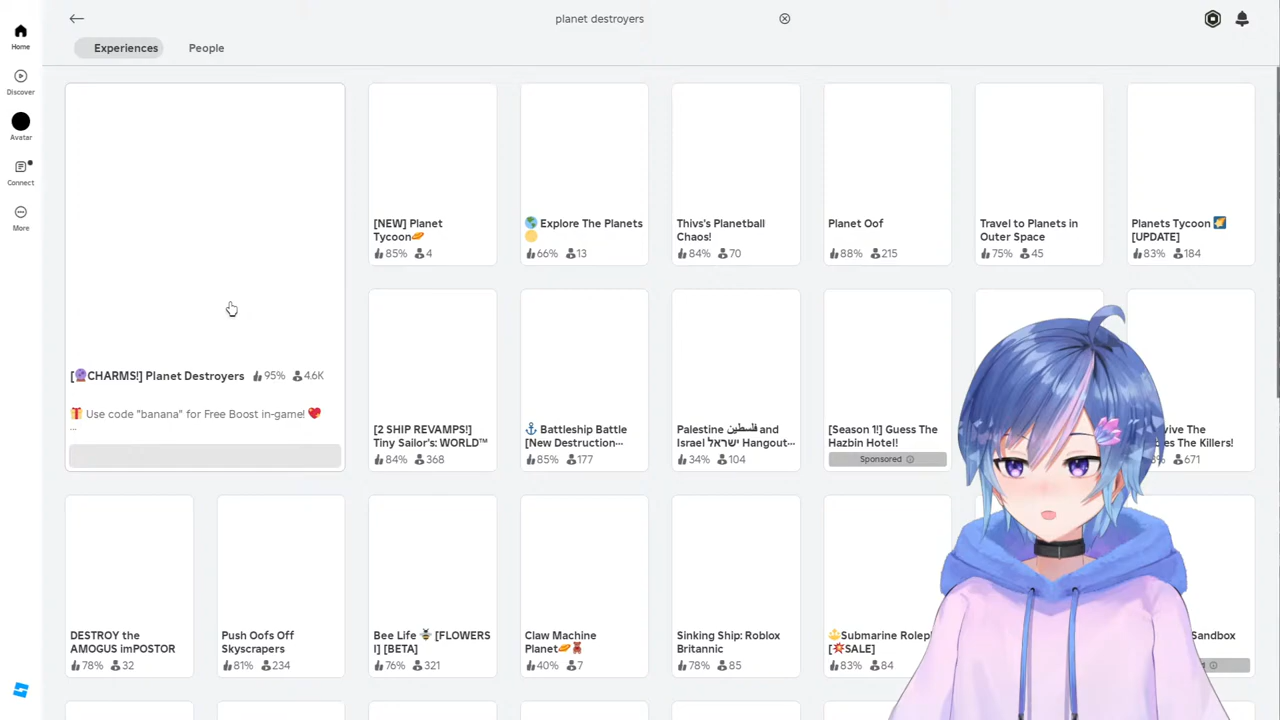 planet destroyers
Home
Discover
Avatar
Connect
More
Experiences
People
[🔮CHARMS!] Planet Destroyers 95% 4.6K
🎁 Use code "banana" for Free Boost in-game! 💖
...
[NEW] Planet
Tycoon🪐
85% 4
🌎 Explore The Planets
🟡
66% 13
Thivs's Planetball
Chaos!
84% 70
Planet Oof
88% 215
Travel to Planets in
Outer Space
75% 45
Planets Tycoon 🌠
[UPDATE]
83% 184
[2 SHIP REVAMPS!]
Tiny Sailor's: WORLD™
84% 368
⚓ Battleship Battle
[New Destruction...
85% 177
Palestine فلسطين and
Israel ישראל Hangout...
34% 104
[Season 1!] Guess The
Hazbin Hotel!
Sponsored
The
The Killers!
671
DESTROY the
AMOGUS imPOSTOR
78% 32
Push Oofs Off
Skyscrapers
81% 234
Bee Life 🐝 [FLOWERS
I] [BETA]
76% 321
Claw Machine
Planet🪐🧸
40% 7
Sinking Ship: Roblox
Britannic
78% 85
🔱Submarine Rolepl
[💥SALE]
83% 84
Sandbox